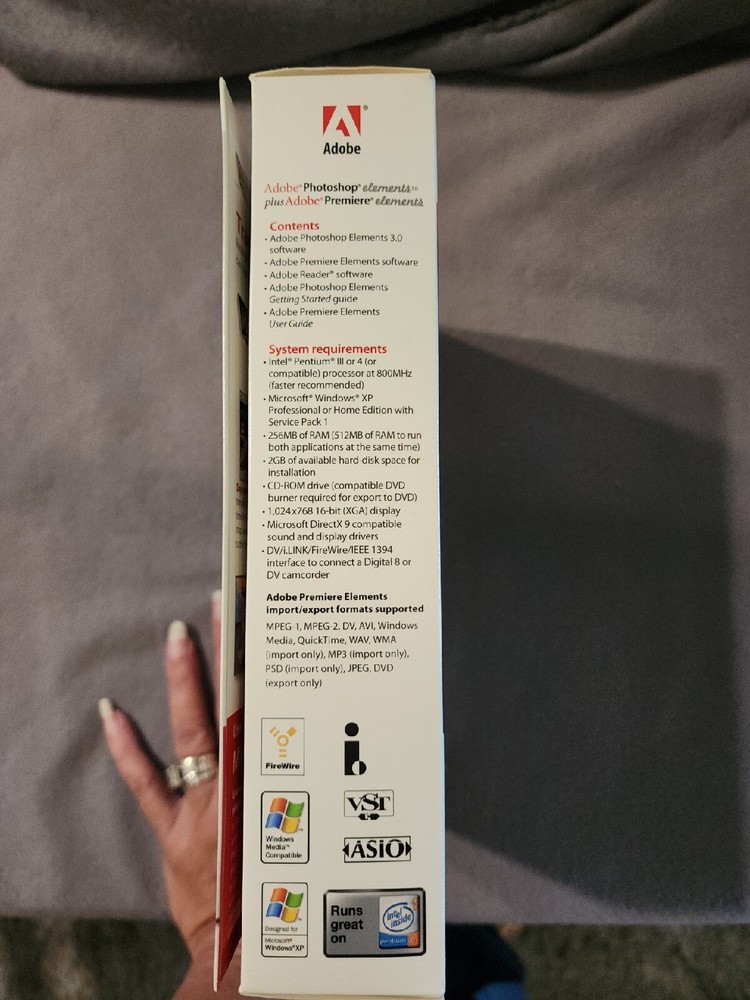 Adobe
Adobe® Photoshop® elements 3.0
plus Adobe® Premiere® elements
Contents
• Adobe Photoshop Elements 3.0
software
• Adobe Premiere Elements software
• Adobe Reader® software
• Adobe Photoshop Elements
Getting Started guide
• Adobe Premiere Elements
User Guide
System requirements
• Intel® Pentium® III or 4 (or
compatible) processor at 800MHz
(faster recommended)
• Microsoft® Windows® XP
Professional or Home Edition with
Service Pack 1
• 256MB of RAM (512MB of RAM to run
both applications at the same time)
• 2GB of available hard-disk space for
installation
• CD-ROM drive (compatible DVD
burner required for export to DVD)
• 1,024x768 16-bit (XGA) display
• Microsoft DirectX 9 compatible
sound and display drivers
• DV/i.LINK/FireWire/IEEE 1394
interface to connect a Digital 8 or
DV camcorder
Adobe Premiere Elements
import/export formats supported
MPEG-1, MPEG-2, DV, AVI, Windows
Media, QuickTime, WAV, WMA
(import only), MP3 (import only),
PSD (import only), JPEG, DVD
(export only)
FireWire
Windows
Media™
Compatible
VST
ASIO
Designed for
Microsoft®
Windows®XP
Runs
great
on
intel
inside
pentium 4